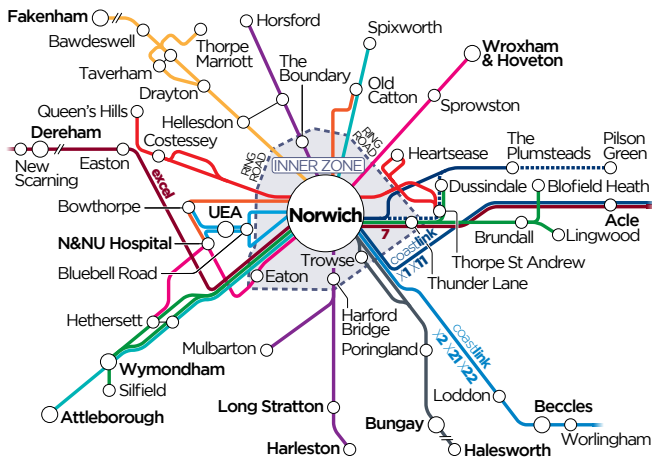 Fakenham
Horsford
Bawdeswell
Thorpe
Marriott
Spixworth
The
Boundary
Wroxham
& Hoveton
Taverham
Drayton
Old
Catton
Queen's Hills
Hellesdon
Sprowston
Dereham
Costessey
RING
ROAD
RING
ROAD
INNER ZONE
Heartsease
The
Plumsteads
Pilson
Green
New
Scarning
Easton
excel
Dussindale
Blofield Heath
Bowthorpe
UEA
Norwich
7
Acle
N&NU Hospital
Brundall
Lingwood
Bluebell Road
Eaton
Trowse
coastlink
X1 X11
Thorpe St Andrew
Thunder Lane
Hethersett
Harford
Bridge
Mulbarton
Poringland
coastlink
X2 X21 X22
Wymondham
Silfield
Loddon
Attleborough
Long Stratton
Bungay
Beccles
Worlingham
Harleston
Halesworth